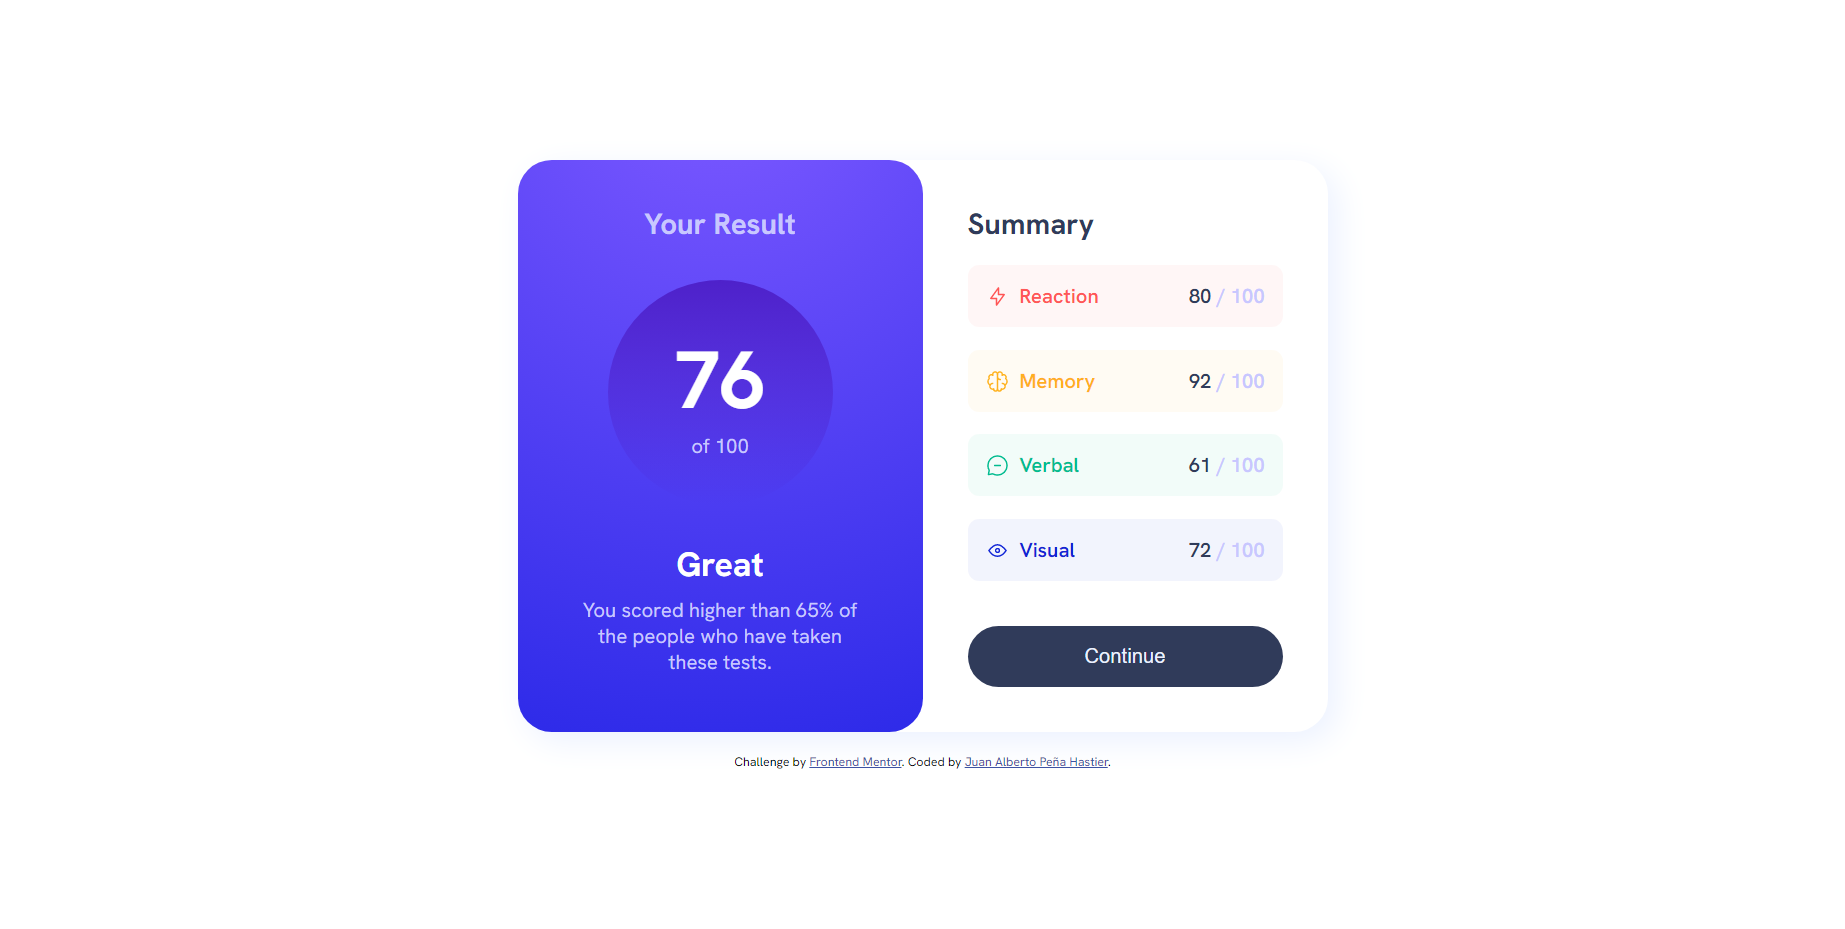 Your Result
76
of 100
Great
You scored higher than 65% of
the people who have taken
these tests.
Summary
Reaction 80 / 100
Memory 92 / 100
Verbal 61 / 100
Visual 72 / 100
Continue
Challenge by Frontend Mentor. Coded by Juan Alberto Peña Hastier.